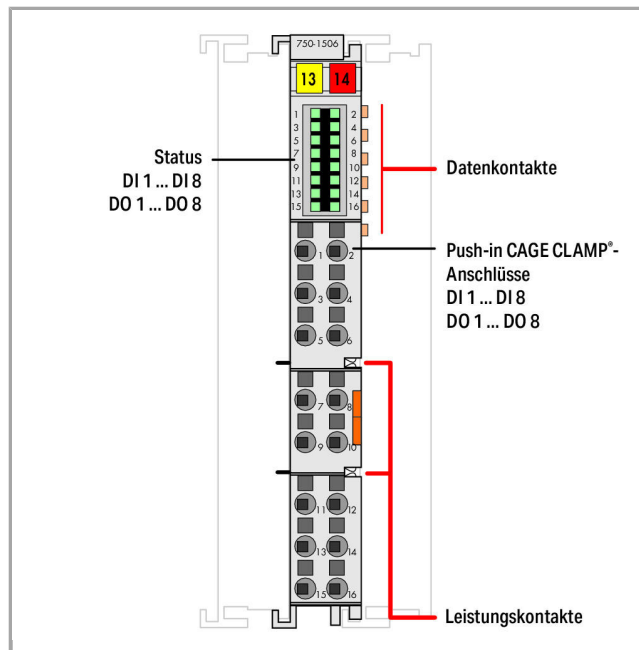 750-1506
13 14
1 2
3 4
5 6
7 8
9 10
11 12
13 14
15 16
Status
DI 1 ... DI 8
DO 1 ... DO 8
Datenkontakte
Push-in CAGE CLAMP®-
Anschlüsse
DI 1 ... DI 8
DO 1 ... DO 8
1 2
3 4
5 6
7 8
9 10
11 12
13 14
15 16
Leistungskontakte